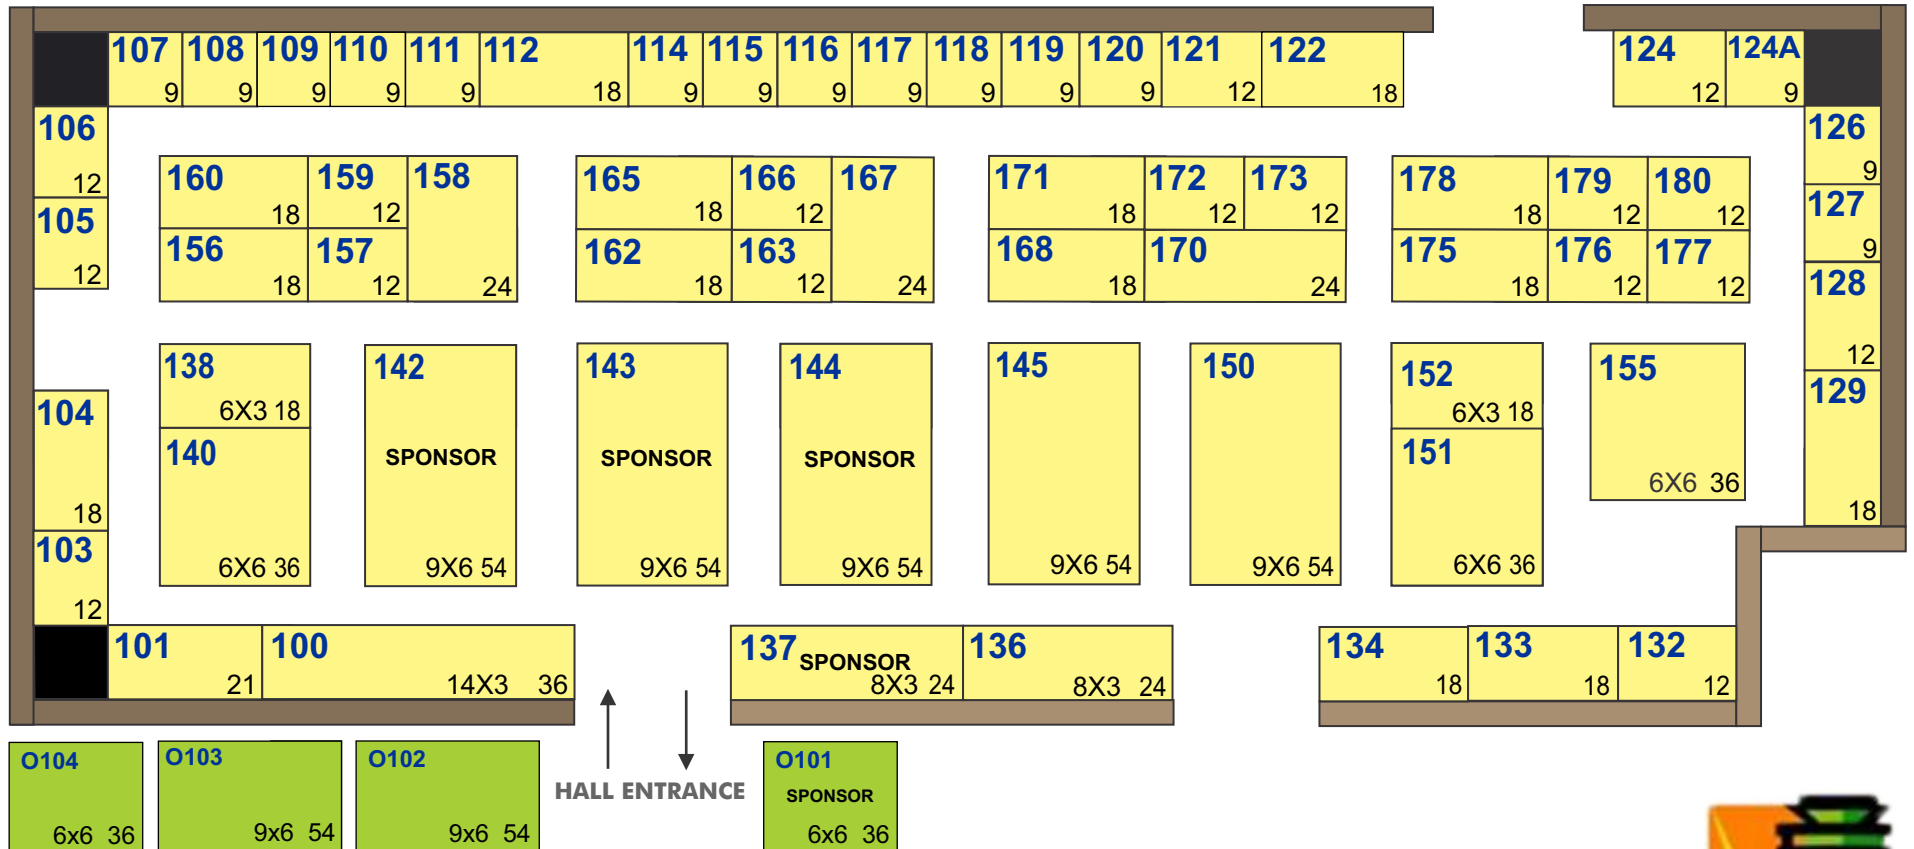 107 108 109 110 111 112 114 115 116 117 118 119 120 121 122 124 124A
9 9 9 9 9 18 9 9 9 9 9 9 9 12 18 12 9
106 126
12 9
105 127
12 9
160 159 158 165 166 167 171 172 173 178 179 180
18 12 18 12 18 12 12 18 12 12
156 157 162 163 168 170 175 176 177
18 12 24 18 12 24 18 24 18 12 12
128
12
138 142 143 144 145 150 152 155
6X3 18 6X3 18
129
104
18
140 SPONSOR SPONSOR SPONSOR 151
6X6 36
18
103
12
6X6 36 9X6 54 9X6 54 9X6 54 9X6 54 9X6 54 6X6 36
101 100 137 SPONSOR 136 134 133 132
21 14X3 36 8X3 24 8X3 24 18 18 12
O104 O103 O102 O101
HALL ENTRANCE SPONSOR
6x6 36 9x6 54 9x6 54 6x6 36